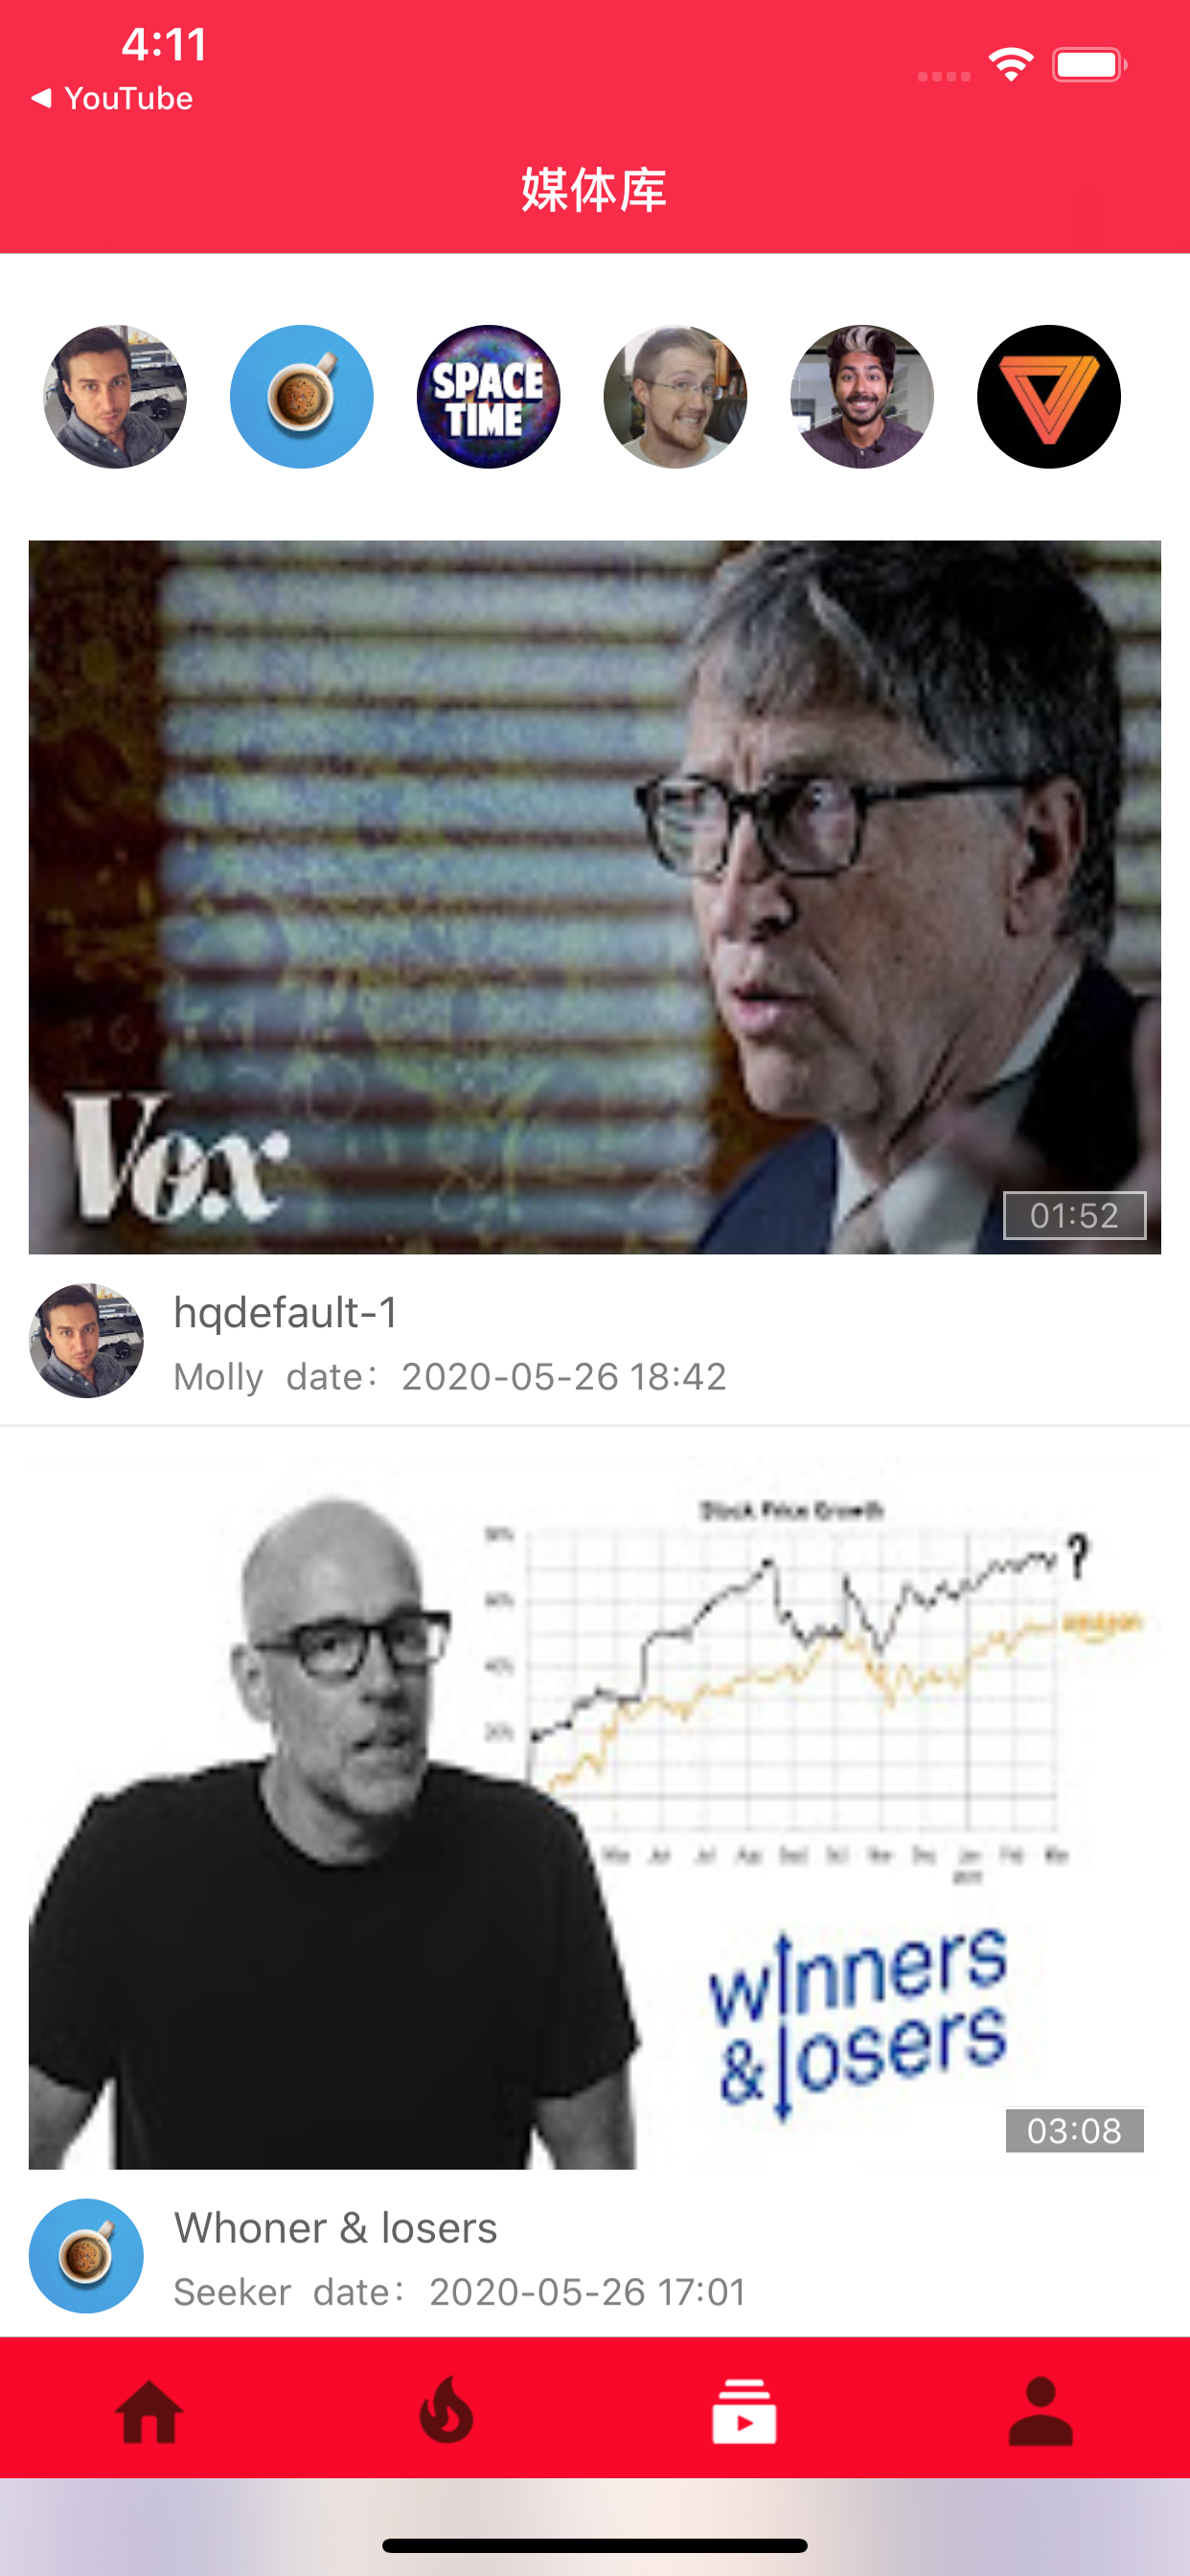 4:11
YouTube
媒体库
SPACE
TIME
Vox
01:52
hqdefault-1
Molly date：2020-05-26 18:42
Stock Price Growth
?
amazon
winners
& losers
03:08
Whoner & losers
Seeker date：2020-05-26 17:01